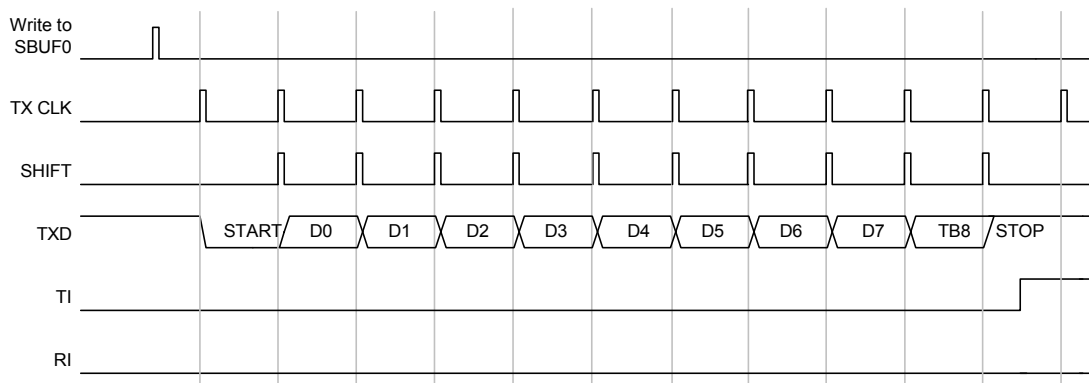 Write to
SBUF0
TX CLK
SHIFT
TXD
START D0 D1 D2 D3 D4 D5 D6 D7 TB8 STOP
TI
RI